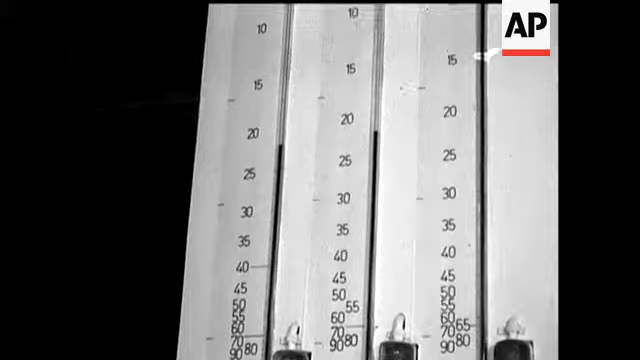 AP
10 10
15 15 15
20 20 20
25 25 25
30 30 30
35 35 35
40 40 40
45 45 45
50 50 55 50
55 55
60 60 60 65
70 70 70
90 80 90 80 90 80